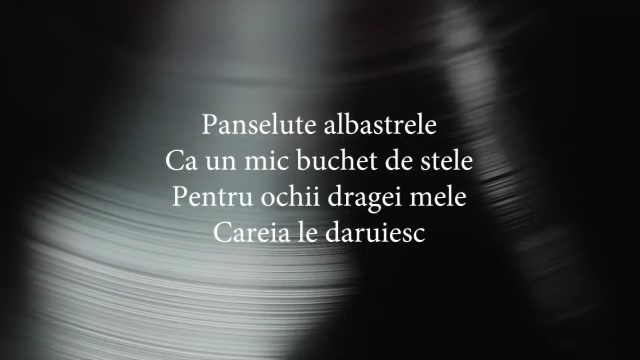 Panselute albastrele
Ca un mic buchet de stele
Pentru ochii dragei mele
Careia le daruiesc